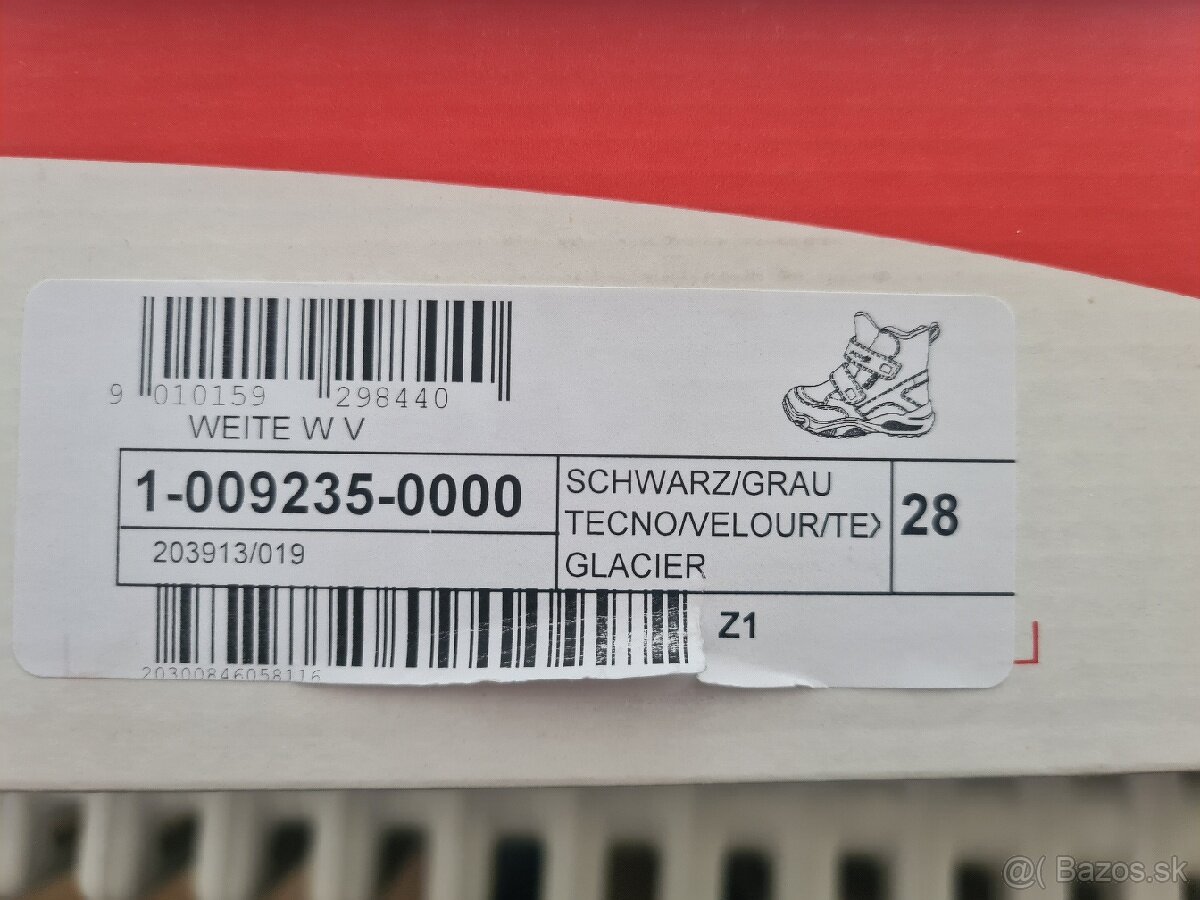 9 010159 298440
WEITE W V
1-009235-0000
203913/019
SCHWARZ/GRAU
TECNO/VELOUR/TEX
GLACIER
28
20300846058116
Z1
@( Bazos.sk